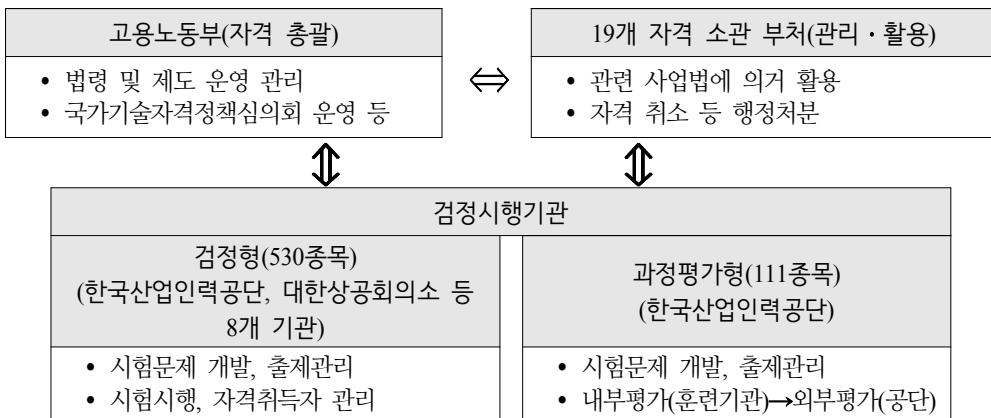 고용노동부(자격 총괄)
• 법령 및 제도 운영 관리
• 국가기술자격정책심의회 운영 등
⇔
19개 자격 소관 부처(관리・활용)
• 관련 사업법에 의거 활용
• 자격 취소 등 행정처분
⇕ ⇕
검정시행기관
검정형(530종목)
(한국산업인력공단, 대한상공회의소 등
8개 기관)
• 시험문제 개발, 출제관리
• 시험시행, 자격취득자 관리
과정평가형(111종목)
(한국산업인력공단)
• 시험문제 개발, 출제관리
• 내부평가(훈련기관)→외부평가(공단)